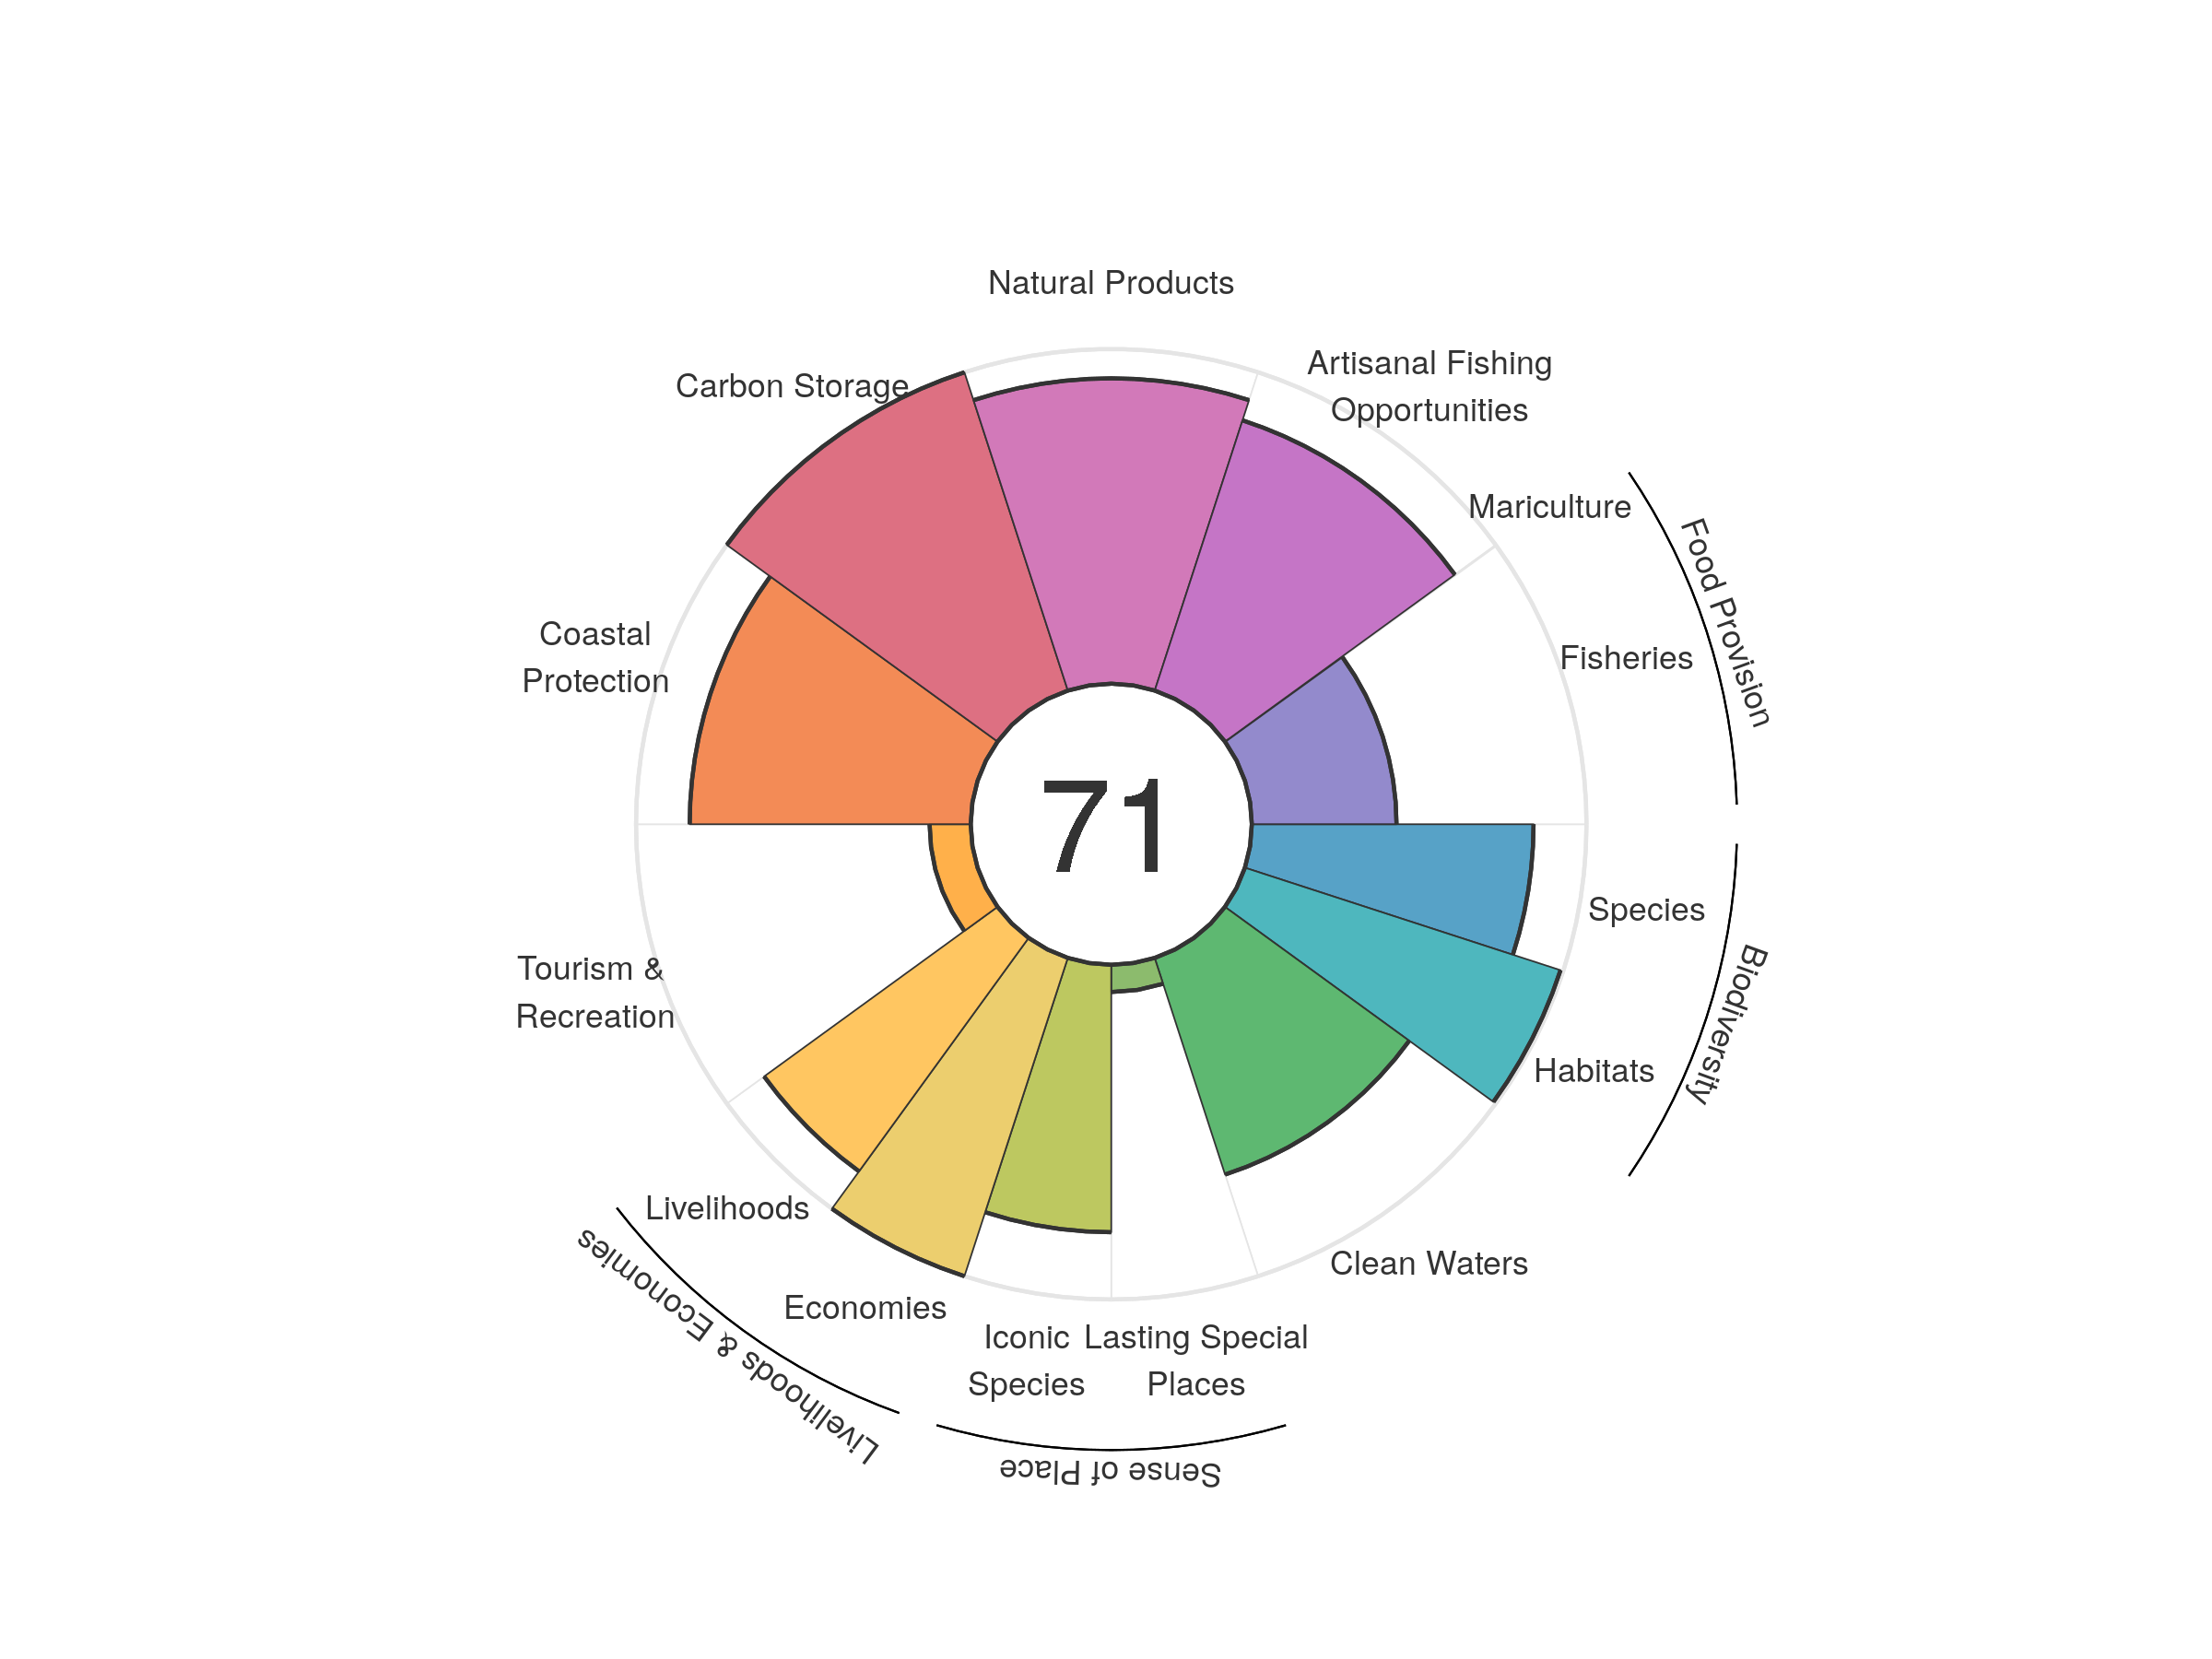 Natural Products
Artisanal Fishing
Opportunities
Carbon Storage
Mariculture
Food Provision
Fisheries
Coastal
Protection
71
Species
Biodiversity
Tourism &
Recreation
Habitats
Livelihoods
Clean Waters
Livelihoods & Economies
Economies
Iconic
Species
Lasting Special
Places
Sense of Place